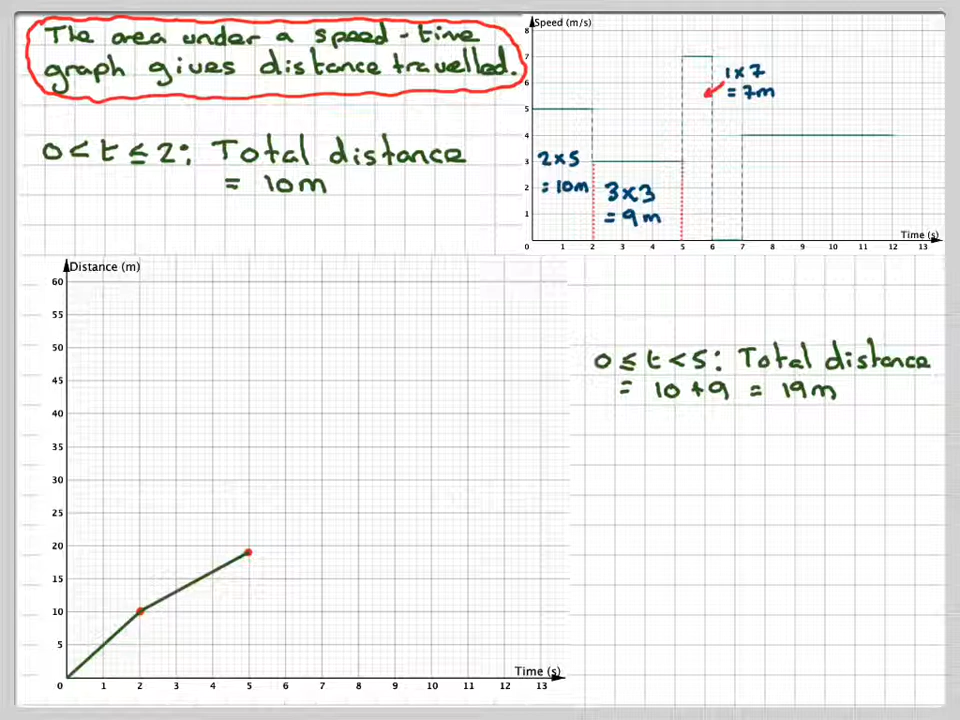 The area under a speed-time
graph gives distance travelled.
0 < t ≤ 2: Total distance
= 10m
Speed (m/s)
8
7
6
5
4
3
2
1
0 1 2 3 4 5 6 7 8 9 10 11 12 13
Time (s)
2 x 5
= 10m
3 x 3
= 9m
1 x 7
= 7m
Distance (m)
60
55
50
45
40
35
30
25
20
15
10
5
0 1 2 3 4 5 6 7 8 9 10 11 12 13
Time (s)
0 ≤ t < 5: Total distance
= 10 + 9 = 19m